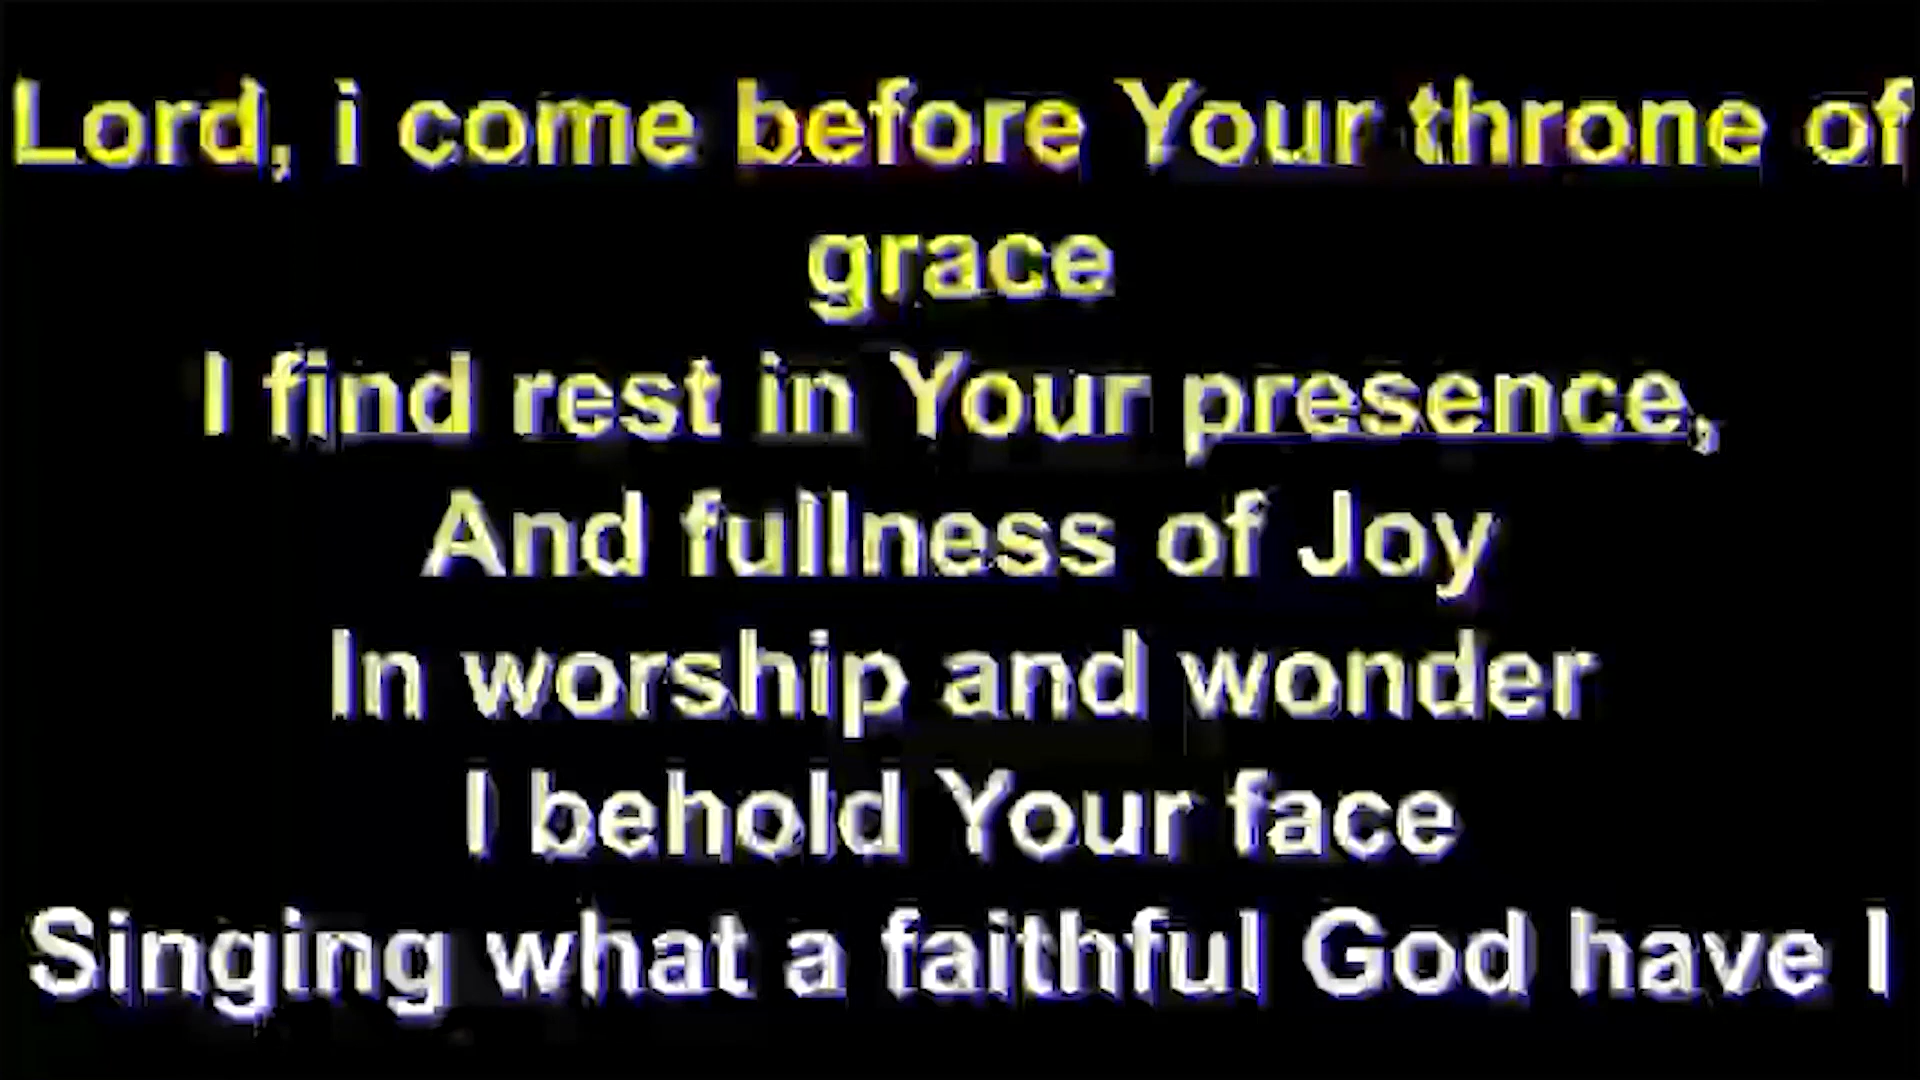 Lord, i come before Your throne of
grace
I find rest in Your presence,
And fullness of Joy
In worship and wonder
I behold Your face
Singing what a faithful God have I